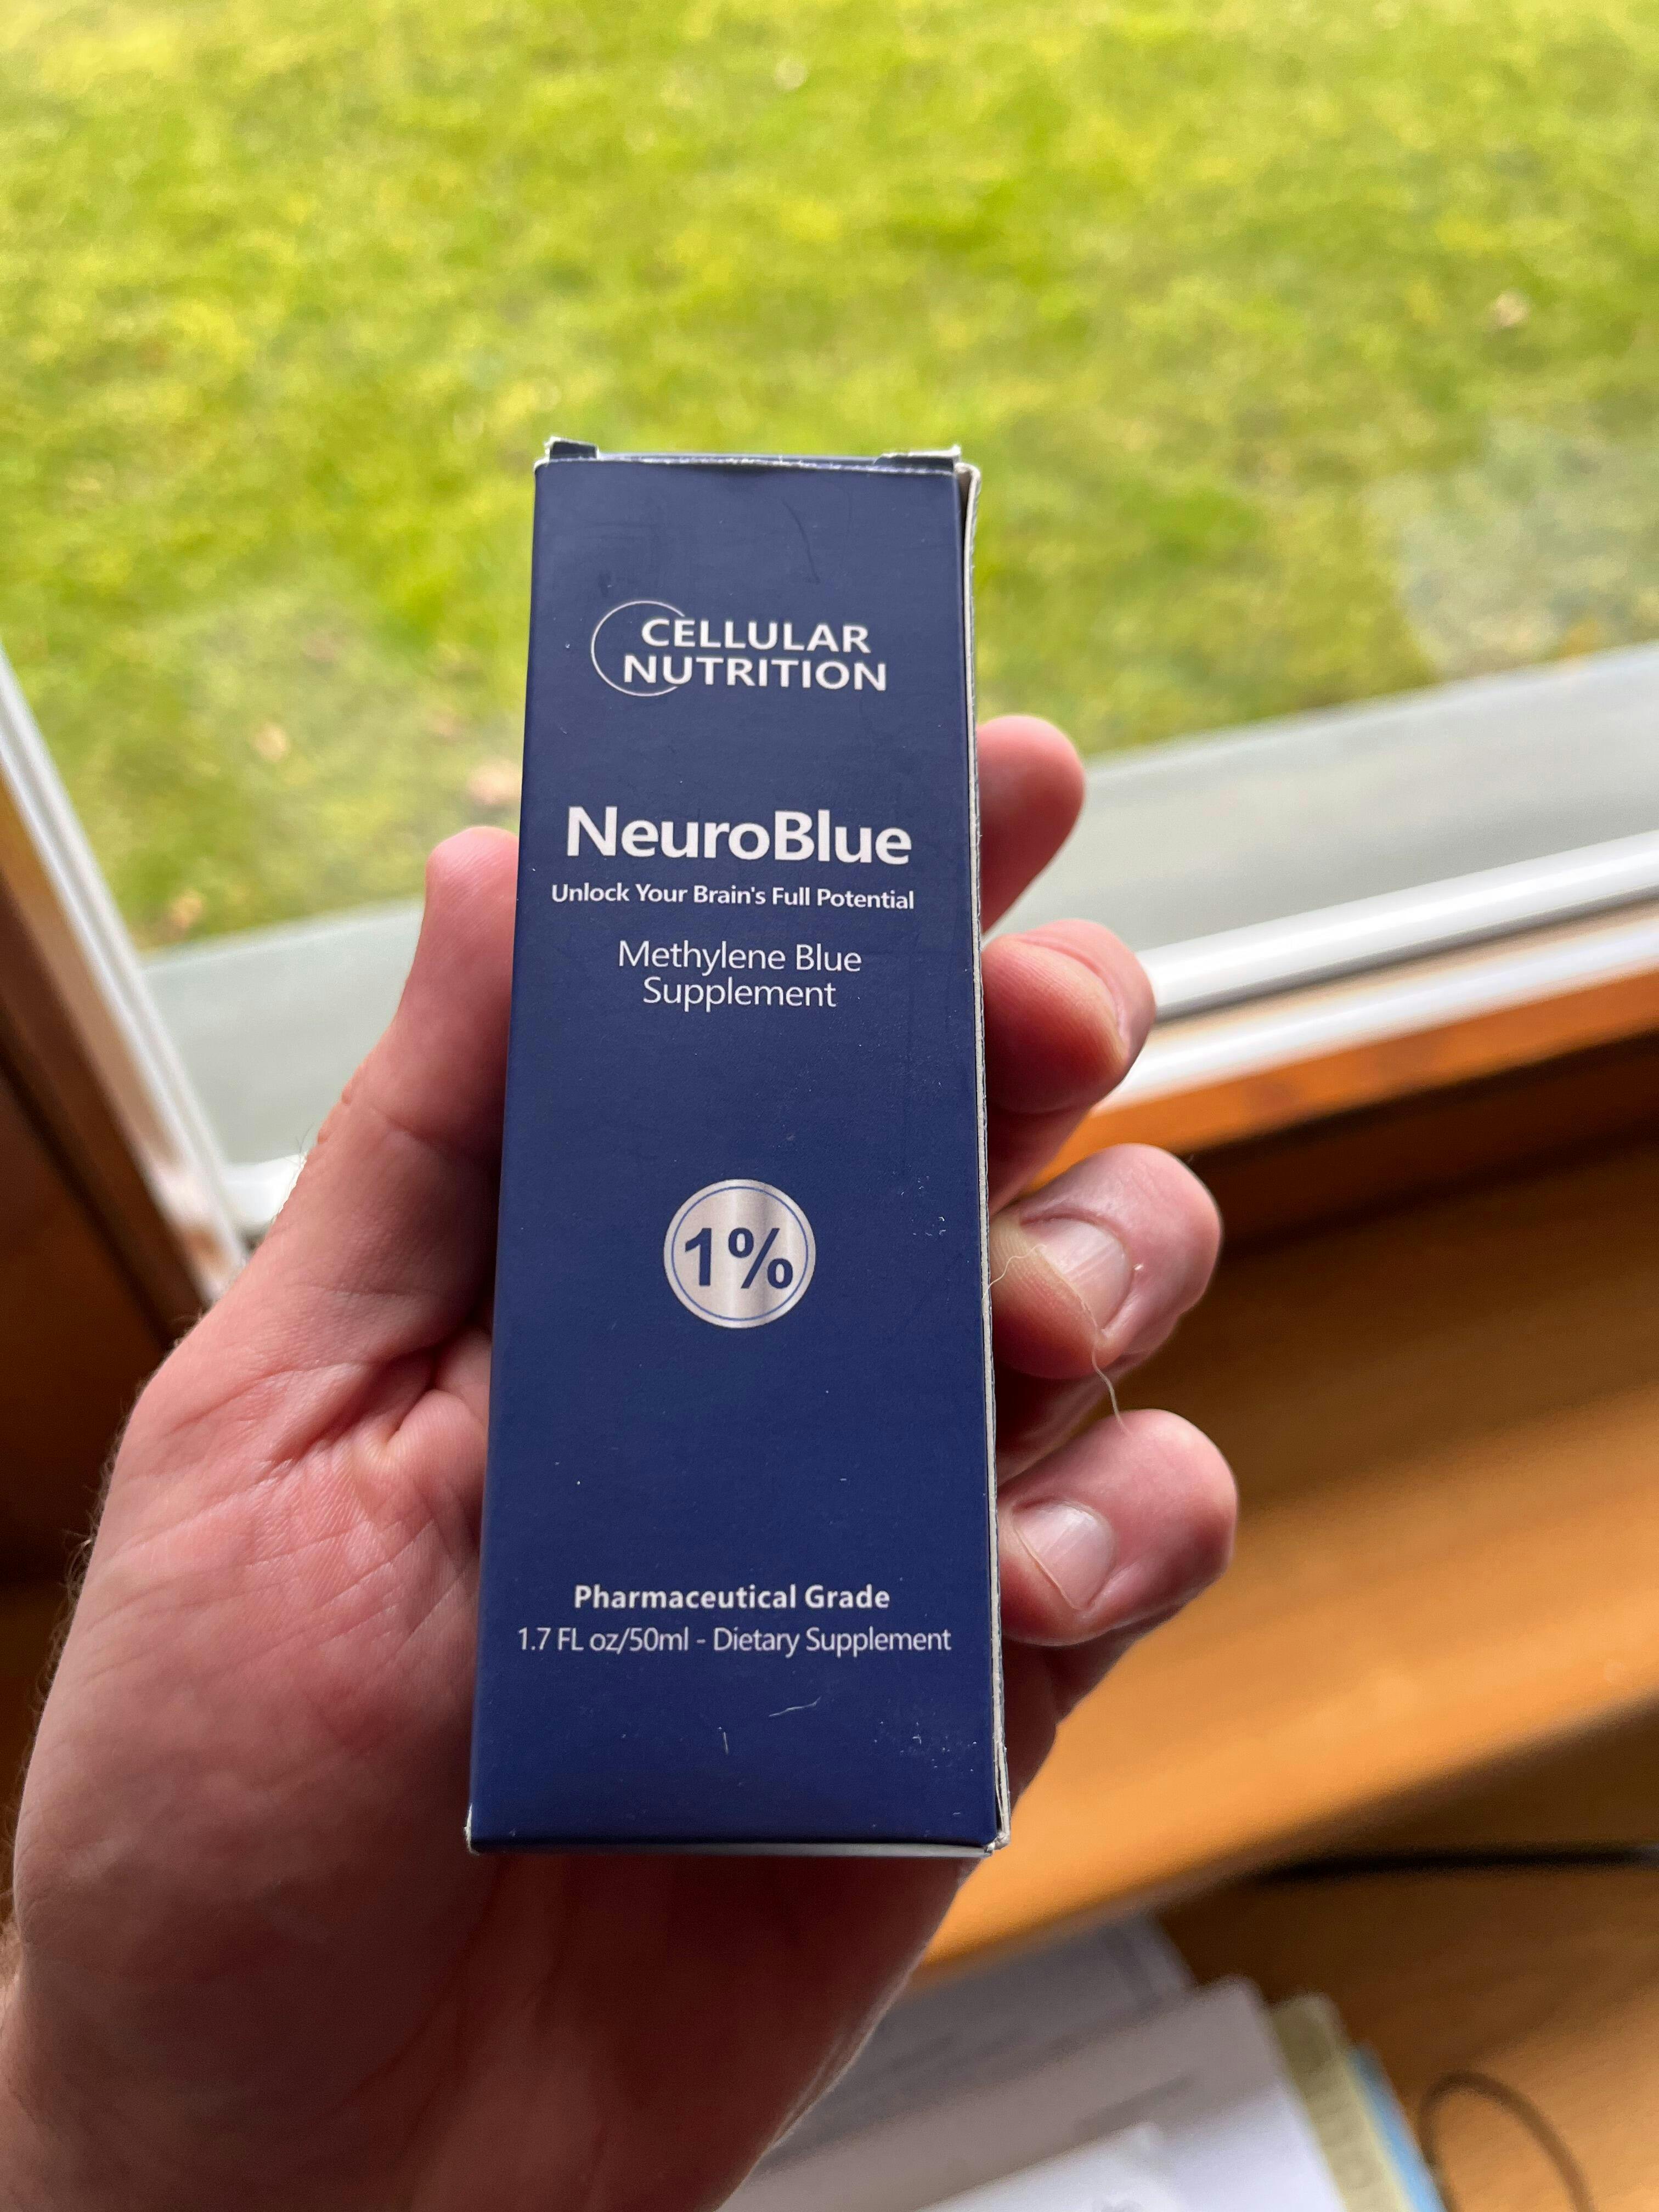 CELLULAR
NUTRITION
NeuroBlue
Unlock Your Brain's Full Potential
Methylene Blue
Supplement
1%
Pharmaceutical Grade
1.7 FL oz/50ml - Dietary Supplement